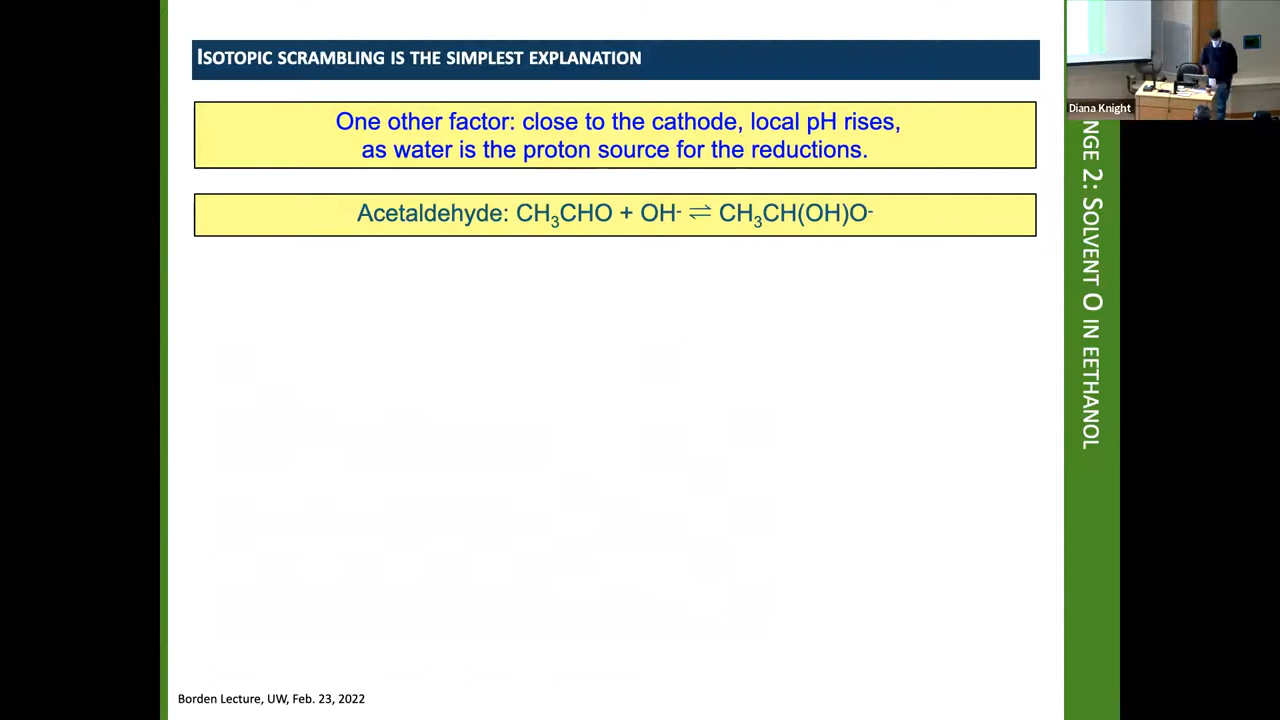 ISOTOPIC SCRAMBLING IS THE SIMPLEST EXPLANATION
One other factor: close to the cathode, local pH rises,
as water is the proton source for the reductions.
Acetaldehyde: CH₃CHO + OH⁻ ⇌ CH₃CH(OH)O⁻
Diana Knight
NGE 2: SOLVENT O IN EETHANOL
Borden Lecture, UW, Feb. 23, 2022